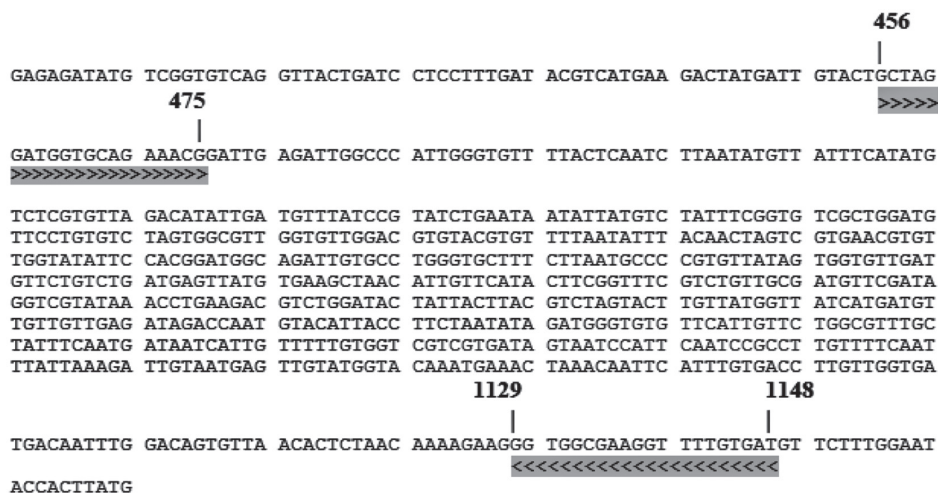 456
|
GAGAGATATG TCGGTGTCAG GTTACTGATC CTCCTTTGAT ACGTCATGAA GACTATGATT GTACTGCTAG
475 >>>>>
|
GATGGTGCAG AAACGGATTG AGATTGGCCC ATTGGGTGTT TTACTCAATC TTAATATGTT ATTTCATATG
>>>>>>>>>>>>>>>>>>
TCTCGTGTTA GACATATTGA TGTTTATCCG TATCTGAATA ATATTATGTC TATTTCGGTG TCGCTGGATG
TTCCTGTGTC TAGTGGCGTT GGTGTTGGAC GTGTACGTGT TTTAATATTT ACAACTAGTC GTGAACGTGT
TGGTATATTC CACGGATGGC AGATTGTGCC TGGGTGCTTT CTTAATGCCC CGTGTTATAG TGGTGTTGAT
GTTCTGTCTG ATGAGTTATG TGAAGCTAAC ATTGTTCATA CTTCGGTTTC GTCTGTTGCG ATGTTCGATA
GGTCGTATAA ACCTGAAGAC GTCTGGATAC TATTACTTAC GTCTAGTACT TGTTATGGTT ATCATGATGT
TGTTGTTGAG ATAGACCAAT GTACATTACC TTCTAATATA GATGGGTGTG TTCATTGTTC TGGCGTTTGC
TATTTCAATG ATAATCATTG TTTTTGTGGT CGTCGTGATA GTAATCCATT CAATCCGCCT TGTTTTCAAT
TTATTAAAGA TTGTAATGAG TTGTATGGTA CAAATGAAAC TAAACAATTC ATTTGTGACC TTGTTGGTGA
1129 1148
| |
TGACAATTTG GACAGTGTTA ACACTCTAAC AAAAGAAGGG TGGCGAAGGT TTTGTGATGT TCTTTGGAAT
<<<<<<<<<<<<<<<<<<<<<<
ACCACTTATG